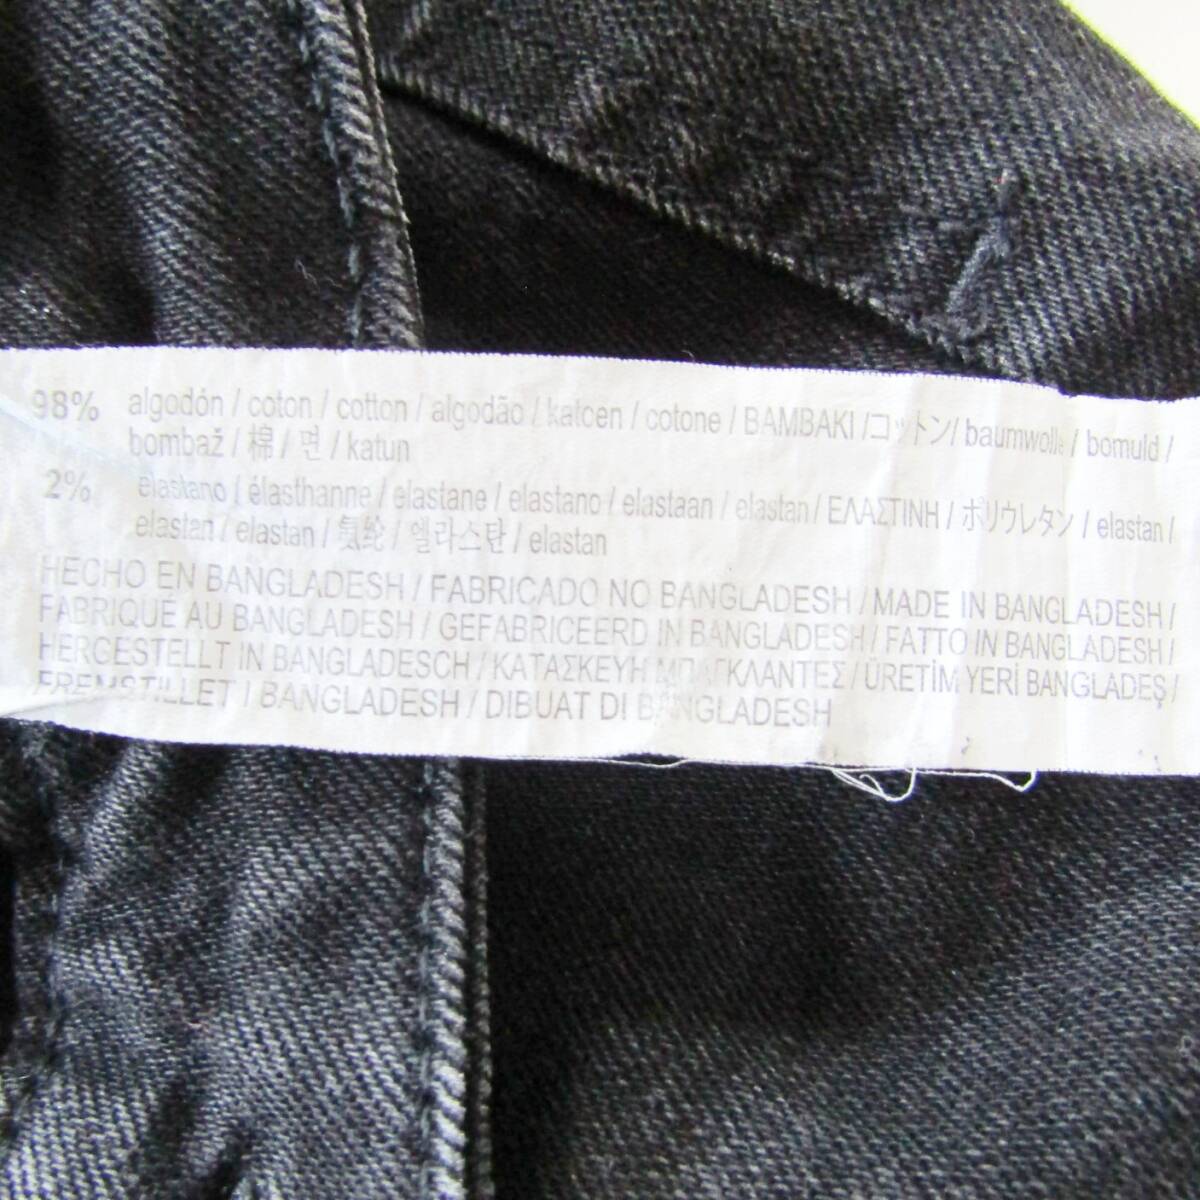 98% algodón / coton / cotton / algodão / katoen / cotone / BAMBAKI / コットン / baumwolle / bomuld /
bombaž / 棉 / 면 / katun
2% elastano / élasthanne / elastane / elastano / elastaan / elastan / ΕΛΑΣΤΙΝΗ / ポリウレタン / elastan /
elastan / elastan / 氨纶 / 엘라스탄 / elastan
HECHO EN BANGLADESH / FABRICADO NO BANGLADESH / MADE IN BANGLADESH /
FABRIQUÉ AU BANGLADESH / GEFABRICEERD IN BANGLADESH / FATTO IN BANGLADESH /
HERGESTELLT IN BANGLADESCH / ΚΑΤΑΣΚΕΥΗ ΜΠΑΓΚΛΑΝΤΕΣ / ÜRETİM YERİ BANGLADEŞ /
FREMSTILLET I BANGLADESH / DIBUAT DI BANGLADESH